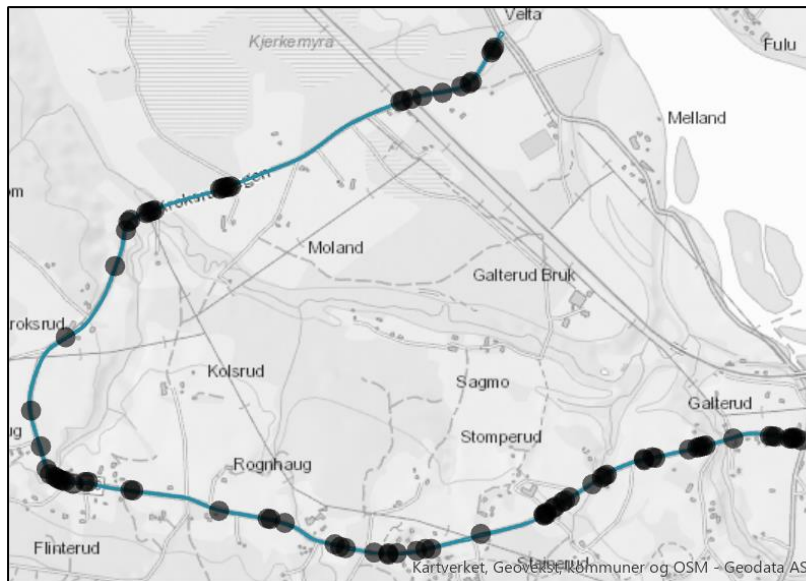 Velta
Kjerkemyra
Fulu
Melland
Moland
Galterud Bruk
Kolsrud
Sagmo
Galterud
Stomperud
Rognhaug
Flinterud
Kartverket, Geovekst, kommuner og OSM - Geodata AS